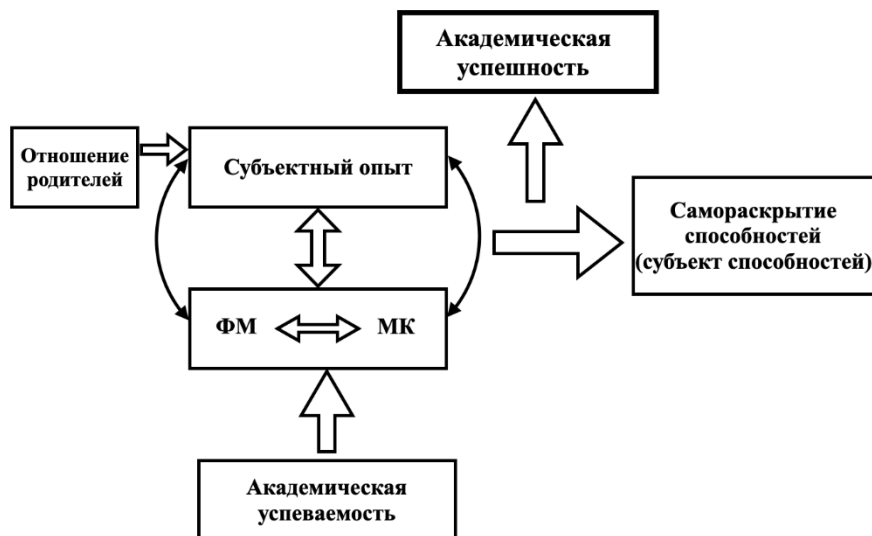 Академическая
успешность
Отношение
родителей
Субъектный опыт
Самораскрытие
способностей
(субъект способностей)
ФМ МК
Академическая
успеваемость